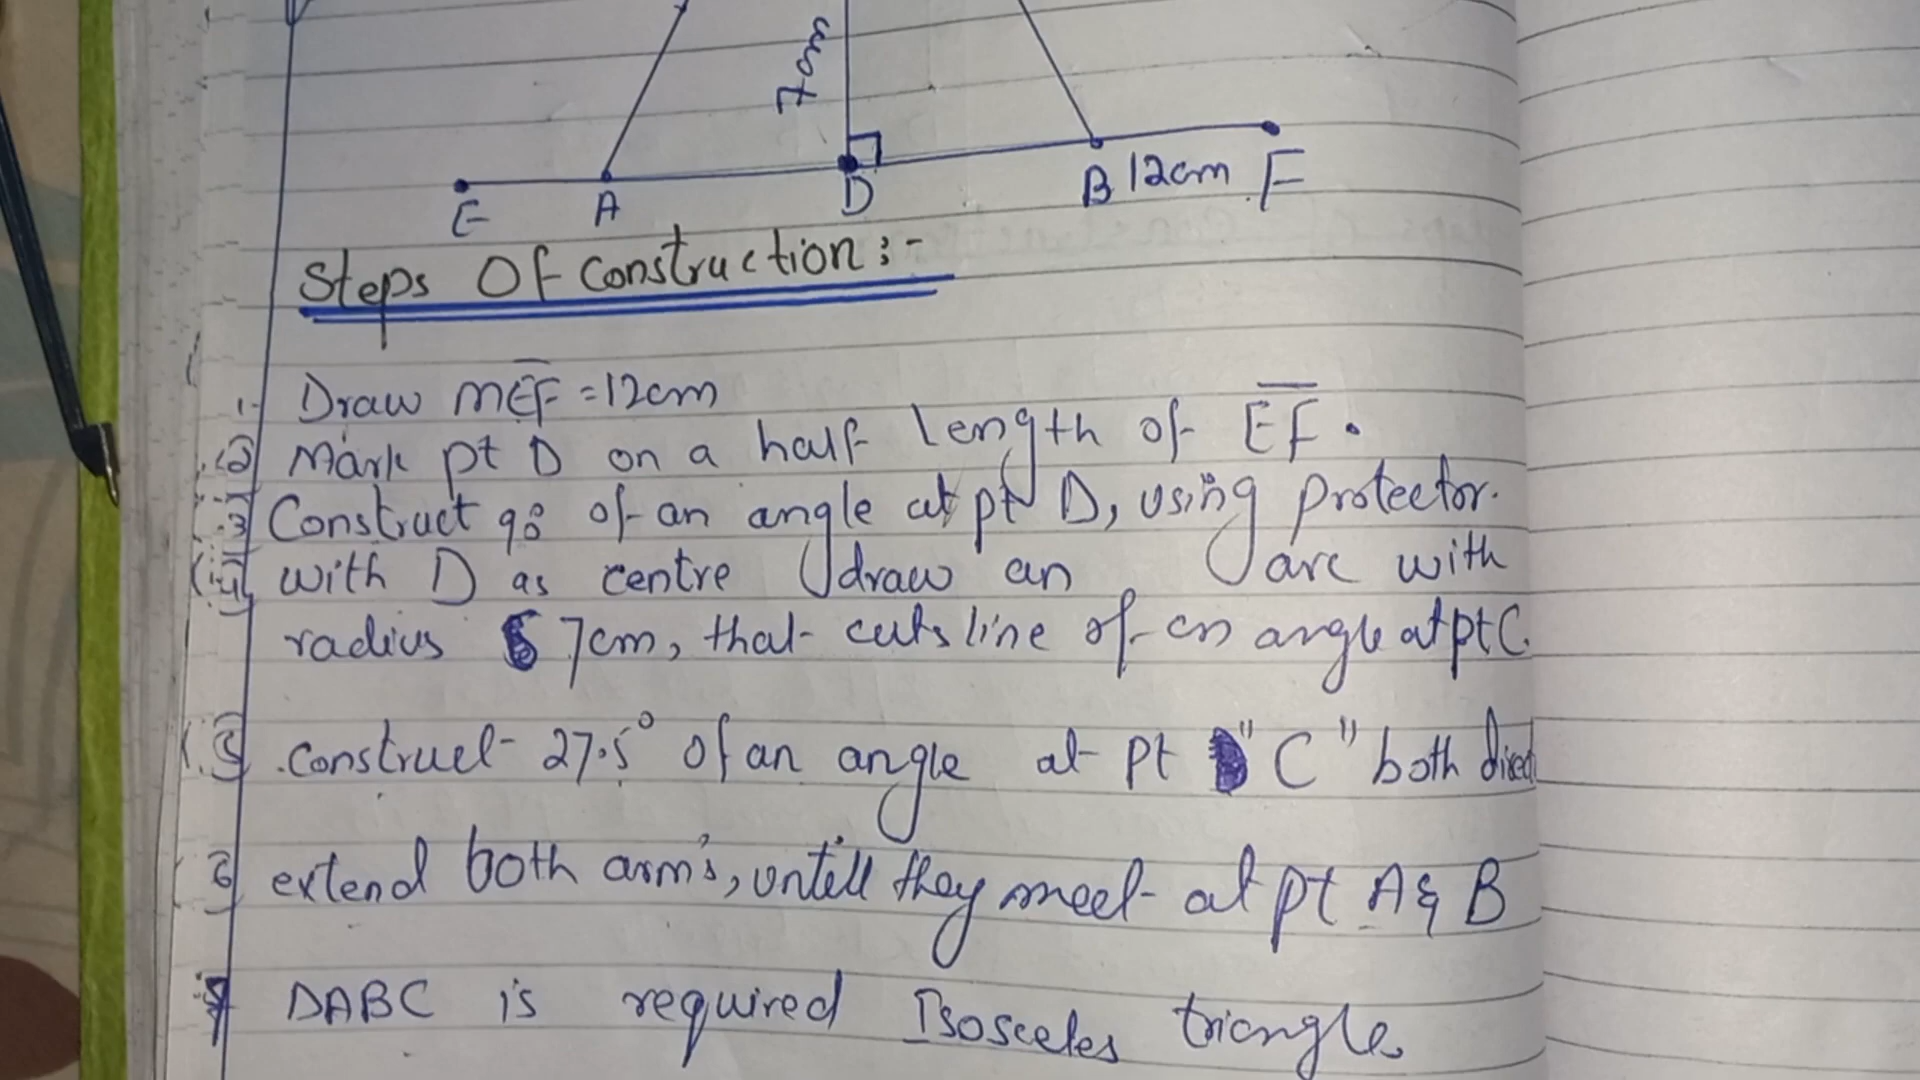 7cm
E A D B 12cm F
Steps Of Construction:-
1- Draw mEF = 12cm
(2) Mark pt D on a half length of EF.
(3) Construct 90° of an angle at pt D, using protector.
(4) with D as centre draw an arc with
radius 7cm, that cuts line of an angle at pt C.
(5) Construct 27.5° of an angle at pt "C" both direct
6) extend both arm's, untill they meet at pt A & B
7 DABC is required Isosceles triangle